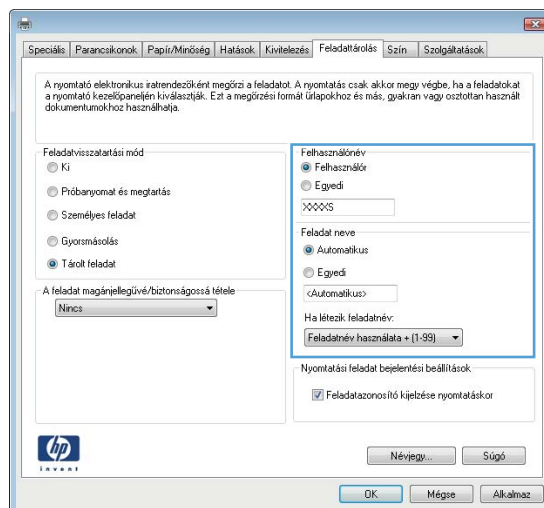 Speciális
Parancsikonok
Papír/Minőség
Hatások
Kivitelezés
Feladattárolás
Szín
Szolgáltatások
A nyomtató elektronikus iratrendezőként megőrzi a feladatot. A nyomtatás csak akkor megy végbe, ha a feladatokat
a nyomtató kezelőpaneljén kiválasztják. Ezt a megőrzési formát űrlapokhoz és más, gyakran vagy osztottan használt
dokumentumokhoz használhatja.
Feladatvisszatartási mód
Ki
Próbanyomat és megtartás
Személyes feladat
Gyorsmásolás
Tárolt feladat
A feladat magánjellegűvé/biztonságossá tétele
Nincs
Felhasználónév
Felhasználór
Egyedi
XXXXS
Feladat neve
Automatikus
Egyedi
<Automatikus>
Ha létezik feladatnév:
Feladatnév használata + (1-99)
Nyomtatási feladat bejelentési beállítások
Feladatazonosító kijelzése nyomtatáskor
hp
invent
Névjegy...
Súgó
OK
Mégse
Alkalmaz